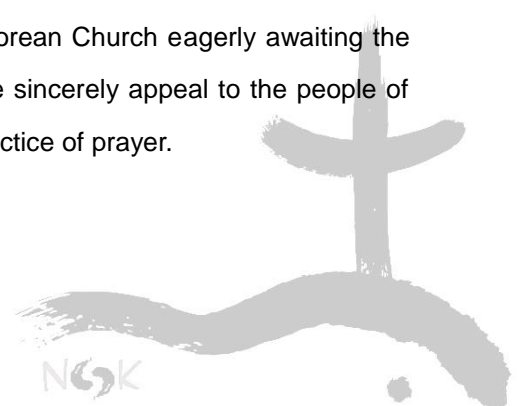 orean Church eagerly awaiting the
e sincerely appeal to the people of
ctice of prayer.